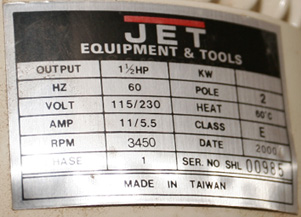 JET
EQUIPMENT & TOOLS
OUTPUT 1½HP KW
HZ 60 POLE 2
VOLT 115/230 HEAT 60°C
AMP 11/5.5 CLASS E
RPM 3450 DATE 2000
PHASE 1 SER. NO SHL 00985
MADE IN TAIWAN